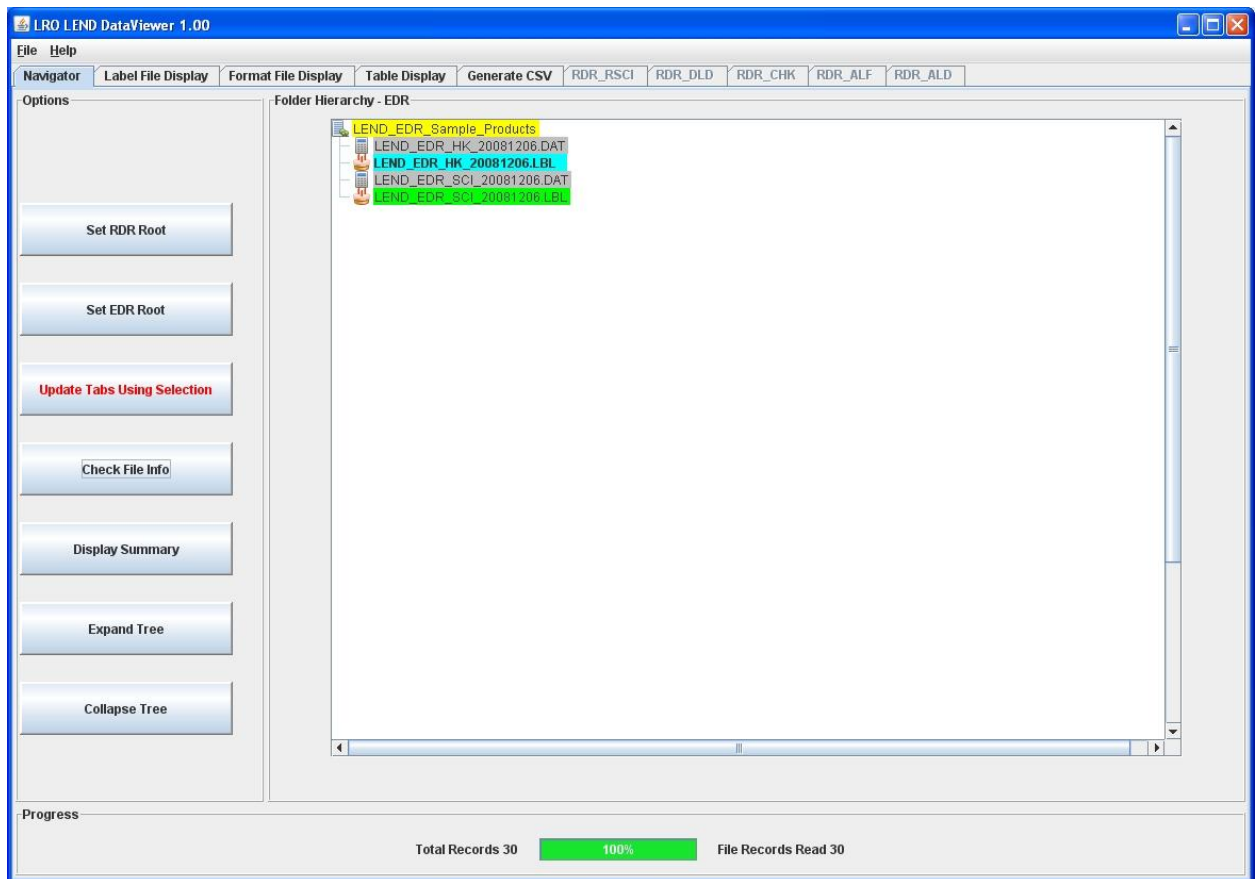 LRO LEND DataViewer 1.00
File Help
Navigator Label File Display Format File Display Table Display Generate CSV RDR_RSCI RDR_DLD RDR_CHK RDR_ALF RDR_ALD
Options
Folder Hierarchy - EDR
LEND_EDR_Sample_Products
LEND_EDR_HK_20081206.DAT
LEND_EDR_HK_20081206.LBL
LEND_EDR_SCI_20081206.DAT
LEND_EDR_SCI_20081206.LBL
Set RDR Root
Set EDR Root
Update Tabs Using Selection
Check File Info
Display Summary
Expand Tree
Collapse Tree
Progress
Total Records 30 100% File Records Read 30